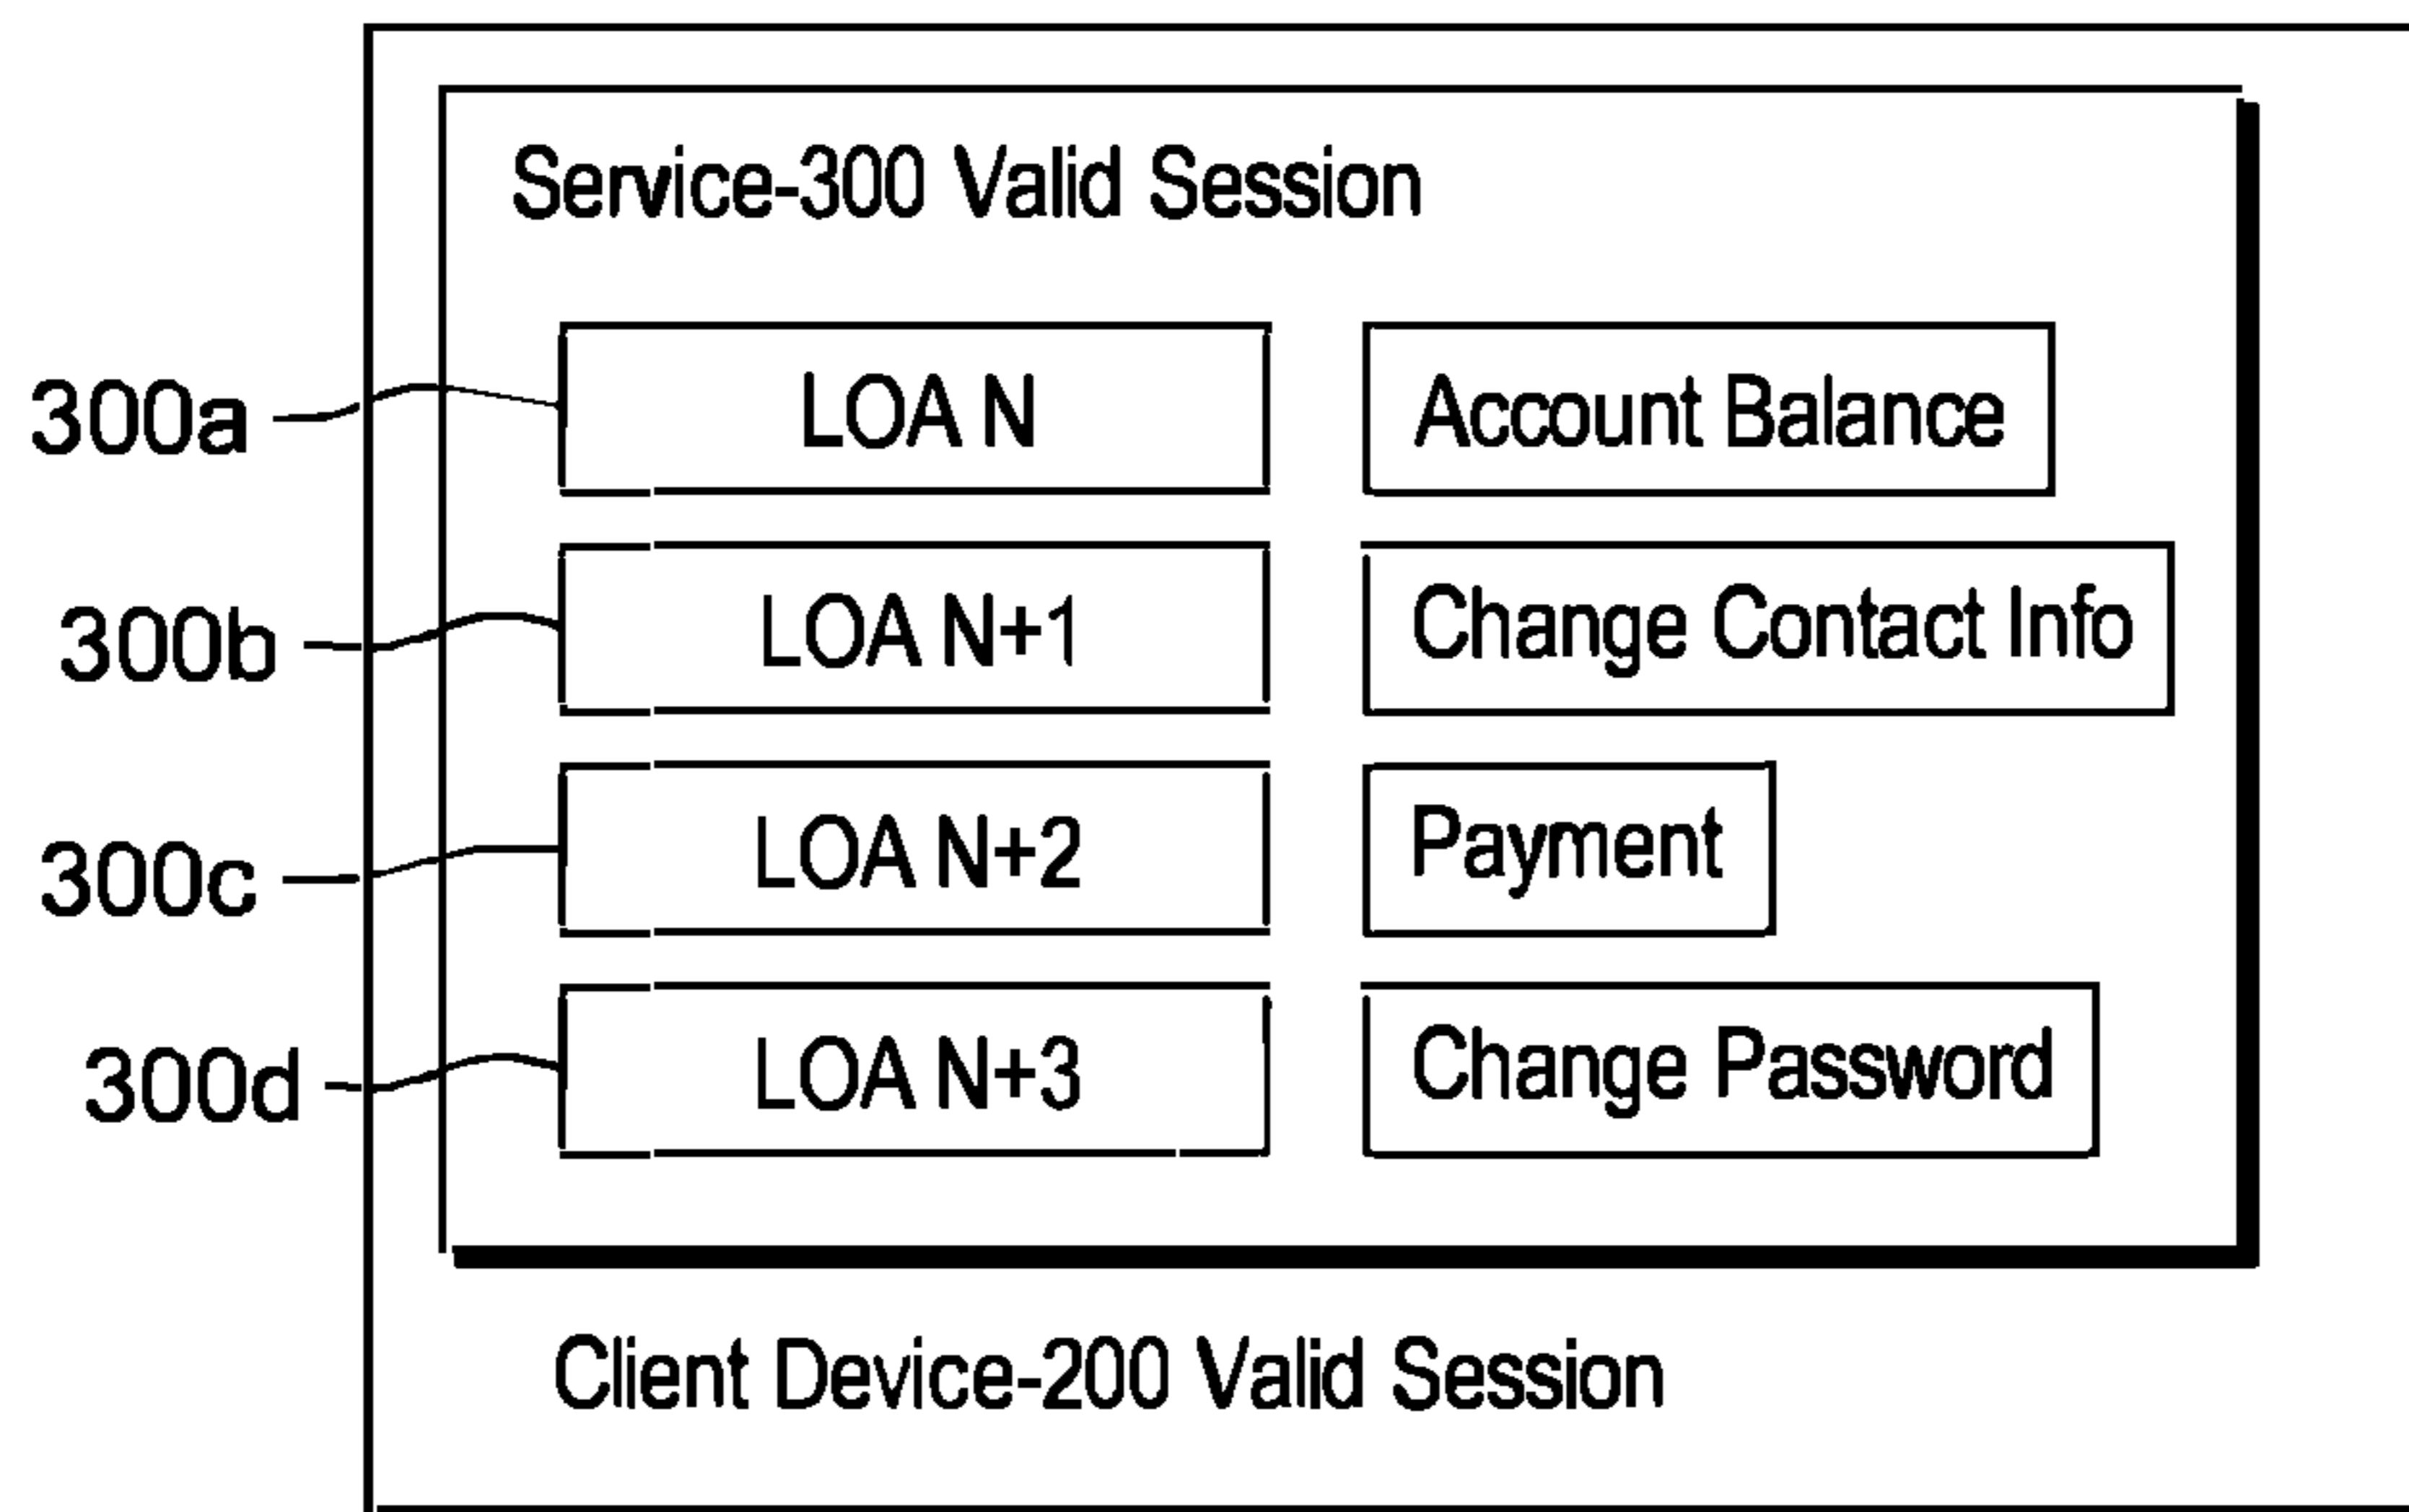 Service-300 Valid Session
300a LOA N Account Balance
300b LOA N+1 Change Contact Info
300c LOA N+2 Payment
300d LOA N+3 Change Password
Client Device-200 Valid Session